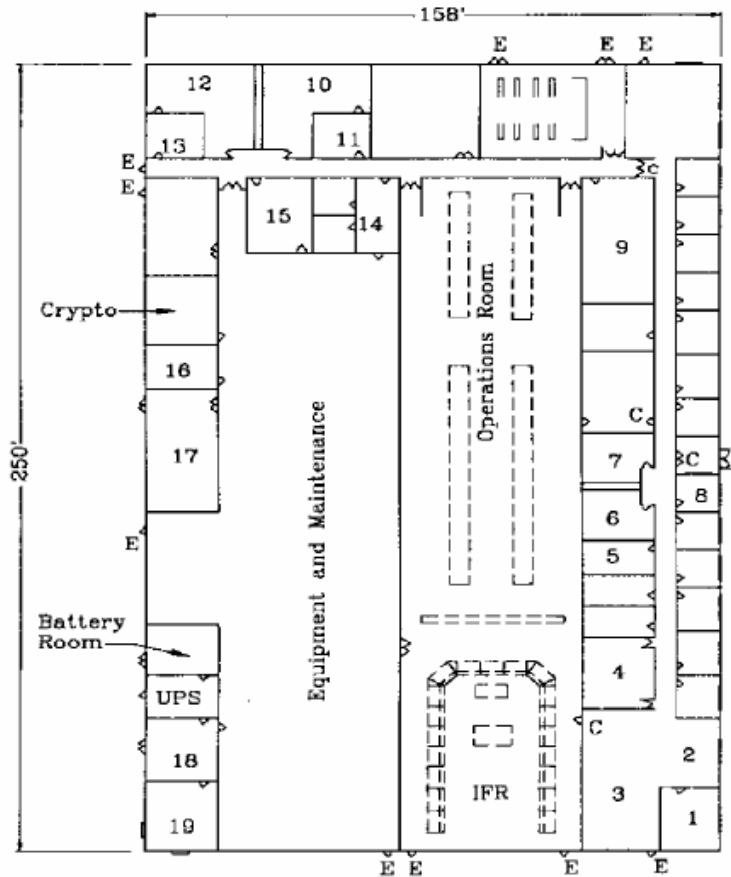 158'
E
E
E
12
10
13
11
E
E
C
15
14
9
Crypto
16
17
250'
Operations Room
Equipment and Maintenance
C
7
C
8
6
5
E
Battery
Room
UPS
4
C
2
18
3
IFR
19
1
E
E
E
E